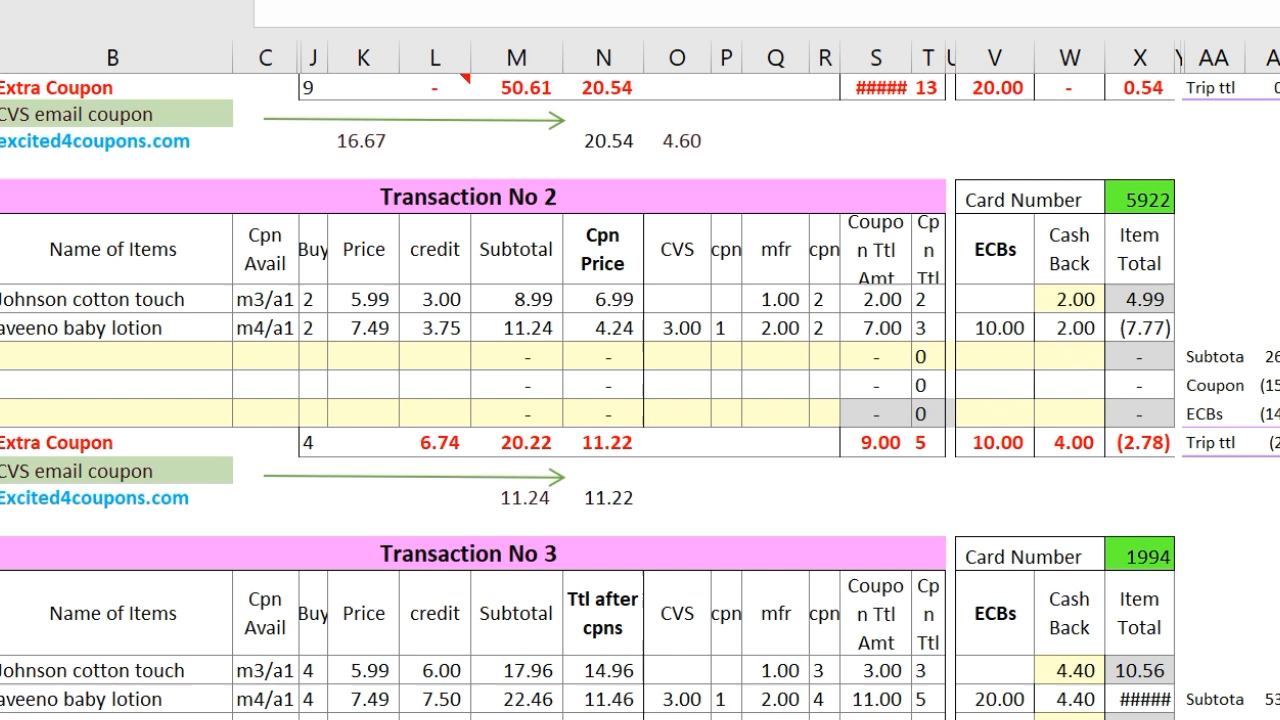 B C J K L M N O P Q R S T U V W X Y AA
Extra Coupon 9 - 50.61 20.54 ##### 13 20.00 - 0.54 Trip ttl
CVS email coupon
excited4coupons.com 16.67 20.54 4.60
Transaction No 2 Card Number 5922
Name of Items Cpn Avail Buy Price credit Subtotal Cpn Price CVS cpn mfr cpn Coupo n Ttl Amt Cp n Ttl ECBs Cash Back Item Total
Johnson cotton touch m3/a1 2 5.99 3.00 8.99 6.99 1.00 2 2.00 2 2.00 4.99
aveeno baby lotion m4/a1 2 7.49 3.75 11.24 4.24 3.00 1 2.00 2 7.00 3 10.00 2.00 (7.77)
- - - 0 - Subtota 26
- - - 0 - Coupon (15
- - - 0 - ECBs (14
Extra Coupon 4 6.74 20.22 11.22 9.00 5 10.00 4.00 (2.78) Trip ttl (2
CVS email coupon
Excited4coupons.com 11.24 11.22
Transaction No 3 Card Number 1994
Name of Items Cpn Avail Buy Price credit Subtotal Ttl after cpns CVS cpn mfr cpn Coupo n Ttl Amt Cp n Ttl ECBs Cash Back Item Total
Johnson cotton touch m3/a1 4 5.99 6.00 17.96 14.96 1.00 3 3.00 3 4.40 10.56
aveeno baby lotion m4/a1 4 7.49 7.50 22.46 11.46 3.00 1 2.00 4 11.00 5 20.00 4.40 ##### Subtota 53